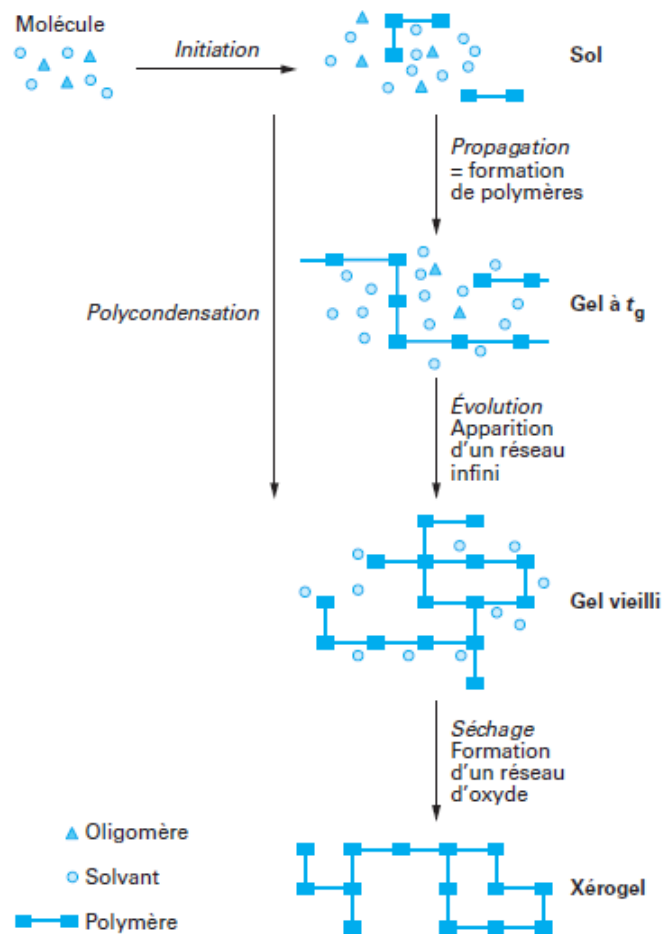 Molécule
Initiation
Sol
Propagation
= formation
de polymères
Polycondensation
Gel à tg
Évolution
Apparition
d'un réseau
infini
Gel vieilli
Séchage
Formation
d'un réseau
d'oxyde
Oligomère
Solvant
Polymère
Xérogel